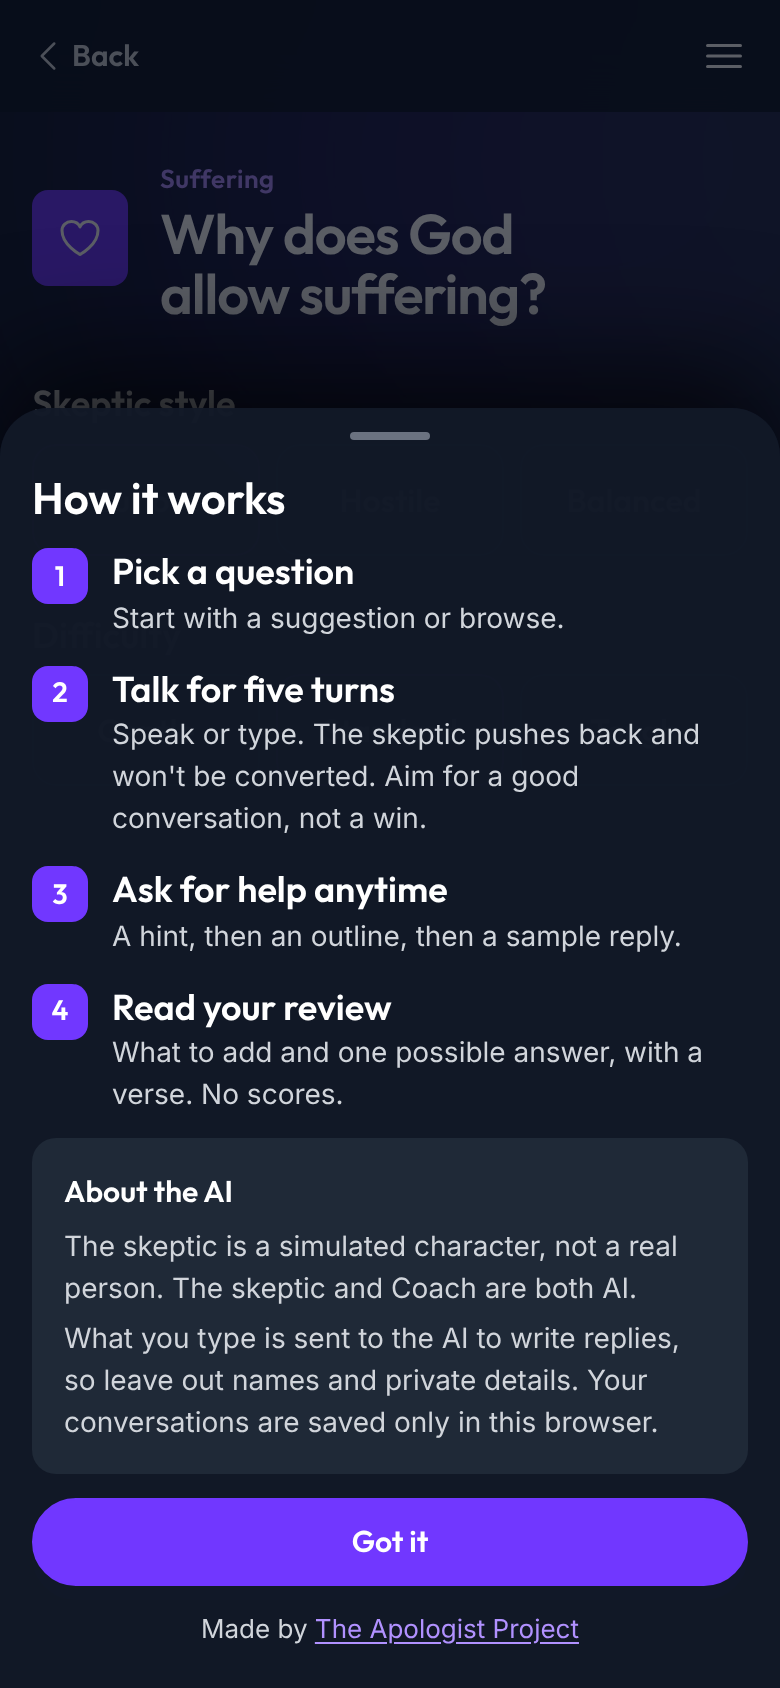 Back
Suffering
Why does God
allow suffering?
Skeptic style
How it works
Hostile
Balanced
1
Pick a question
Start with a suggestion or browse.
Difficulty
2
Talk for five turns
Speak or type. The skeptic pushes back and
won't be converted. Aim for a good
conversation, not a win.
3
Ask for help anytime
A hint, then an outline, then a sample reply.
4
Read your review
What to add and one possible answer, with a
verse. No scores.
About the AI
The skeptic is a simulated character, not a real
person. The skeptic and Coach are both AI.
What you type is sent to the AI to write replies,
so leave out names and private details. Your
conversations are saved only in this browser.
Got it
Made by The Apologist Project